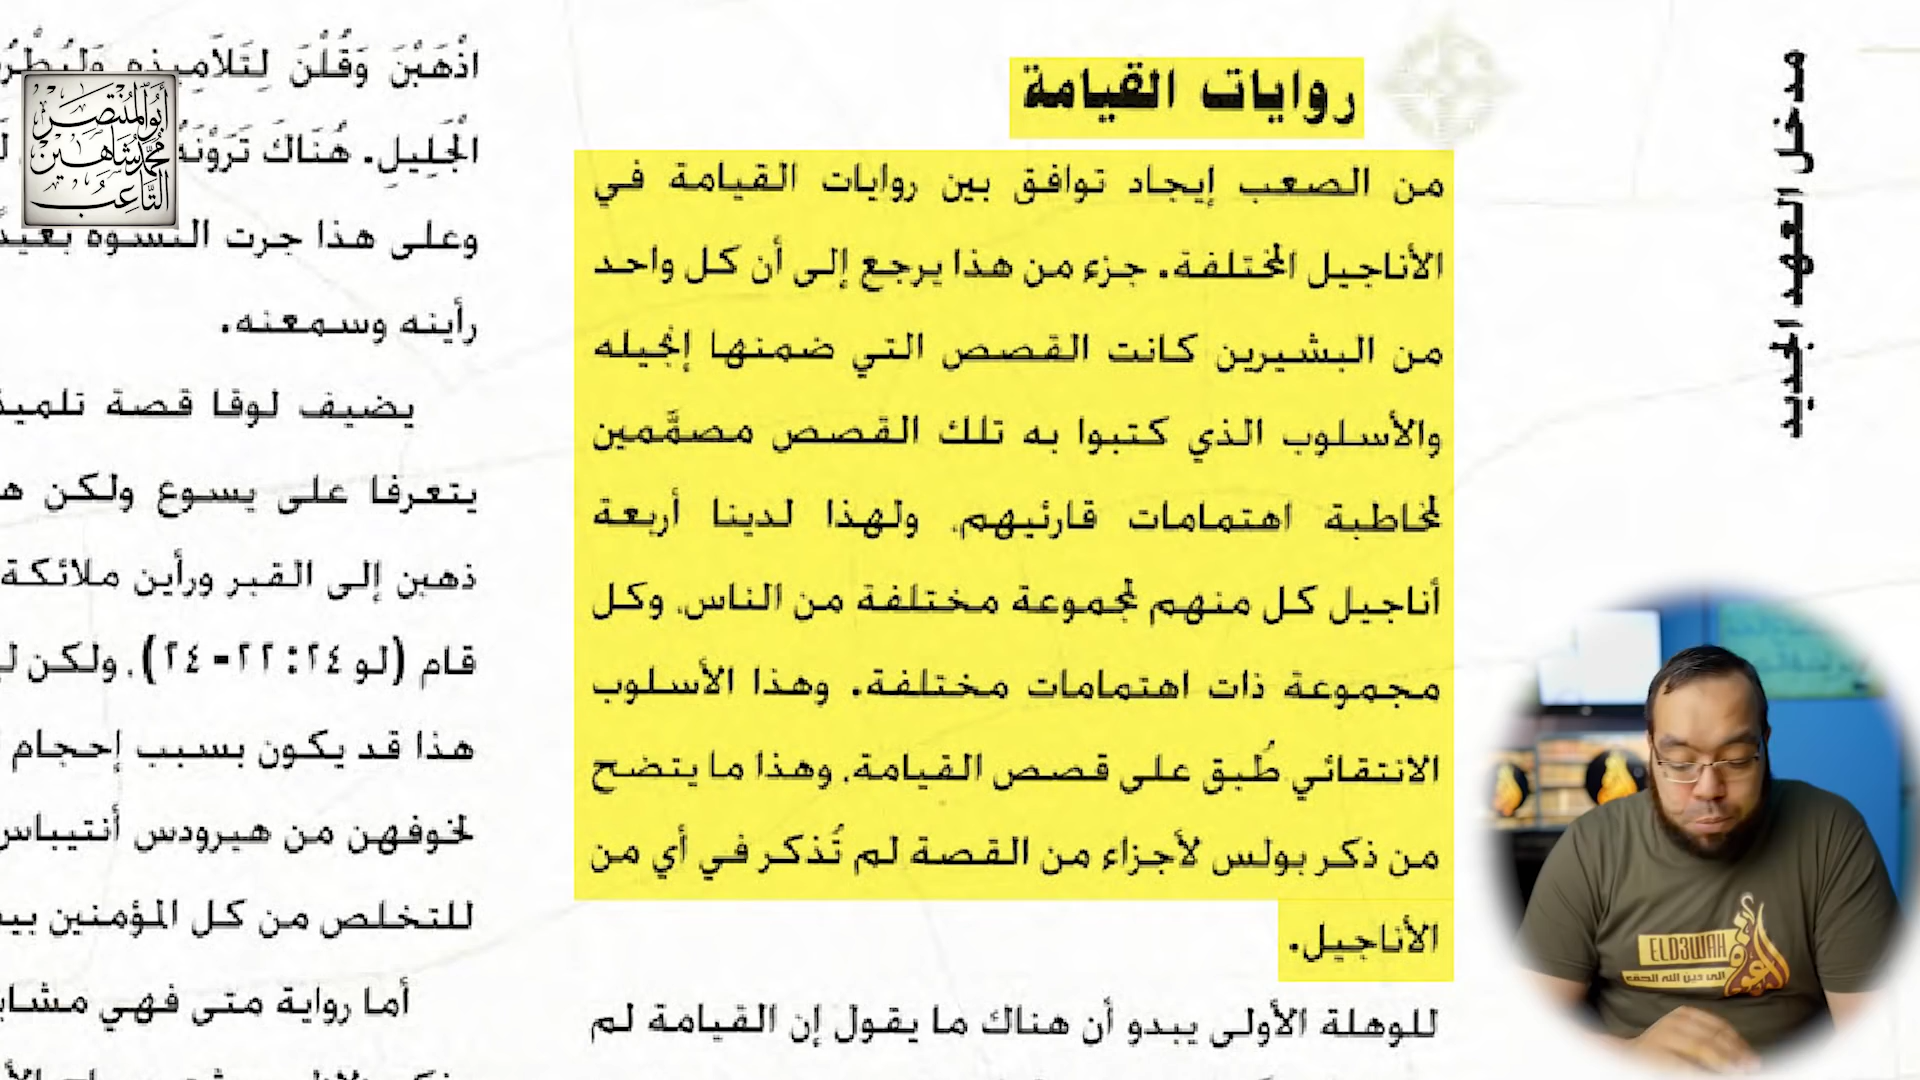 روايات القيامة
من الصعب إيجاد توافق بين روايات القيامة في
الأناجيل المختلفة. جزء من هذا يرجع إلى أن كل واحد
من البشيرين كانت القصص التي ضمنها إنجيله
والأسلوب الذي كتبوا به تلك القصص مصمَّمين
لمخاطبة اهتمامات قارئيهم. ولهذا لدينا أربعة
أناجيل كل منهم لمجموعة مختلفة من الناس. وكل
مجموعة ذات اهتمامات مختلفة. وهذا الأسلوب
الانتقائي طُبق على قصص القيامة. وهذا ما يتضح
من ذكر بولس لأجزاء من القصة لم تُذكر في أي من
الأناجيل.
للوهلة الأولى يبدو أن هناك ما يقول إن القيامة لم
اذْهَبْنَ وَقُلْنَ لِتَلاَمِيذِهِ وَلِبُطْرُ
الْجَلِيلِ. هُنَاكَ تَرَوْنَهُ
وعلى هذا جرت النسوة بعيدً
رأينه وسمعنه.
يضيف لوقا قصة تلميذ
يتعرفا على يسوع ولكن
ذهبن إلى القبر ورأين ملائكة
قام (لو ٢٤: ٢٢- ٢٤). ولكن
هذا قد يكون بسبب إحجام
لخوفهن من هيرودس أنتيباس
للتخلص من كل المؤمنين
أما رواية متى فهي
مدخل العهد الجديد
أبو المنتصر
محمد شاهين
التاعب
ELD3WAH
الى دين الله الحق